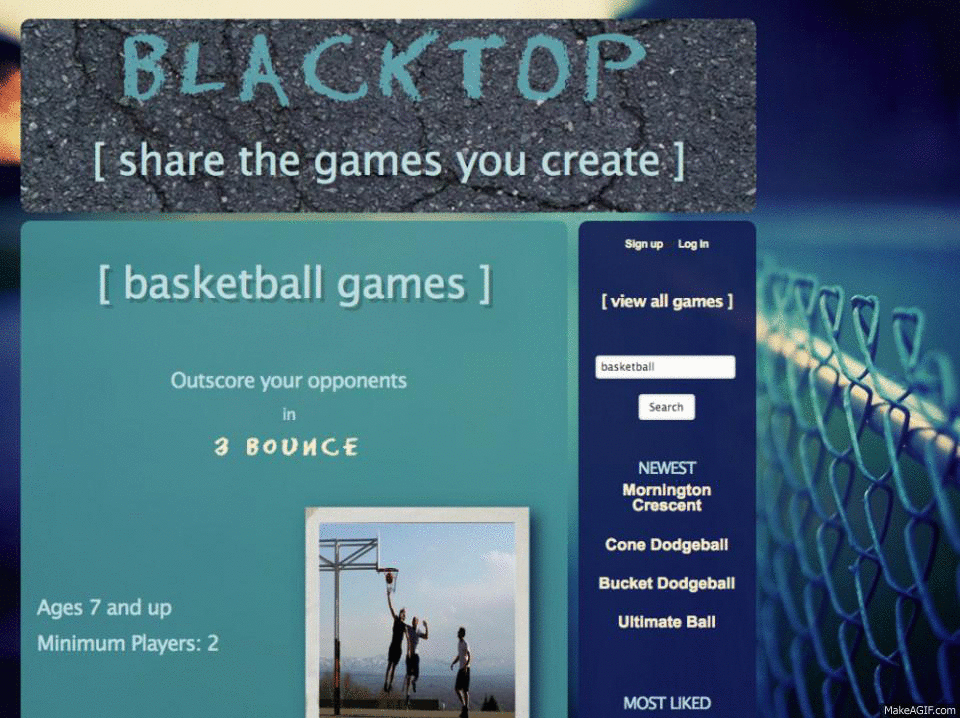 BLACKTOP
[ share the games you create ]
[ basketball games ]
Outscore your opponents
in
3 BOUNCE
Ages 7 and up
Minimum Players: 2
Sign up Log in
[ view all games ]
basketball
Search
NEWEST
Mornington
Crescent
Cone Dodgeball
Bucket Dodgeball
Ultimate Ball
MOST LIKED
MakeAGIF.com